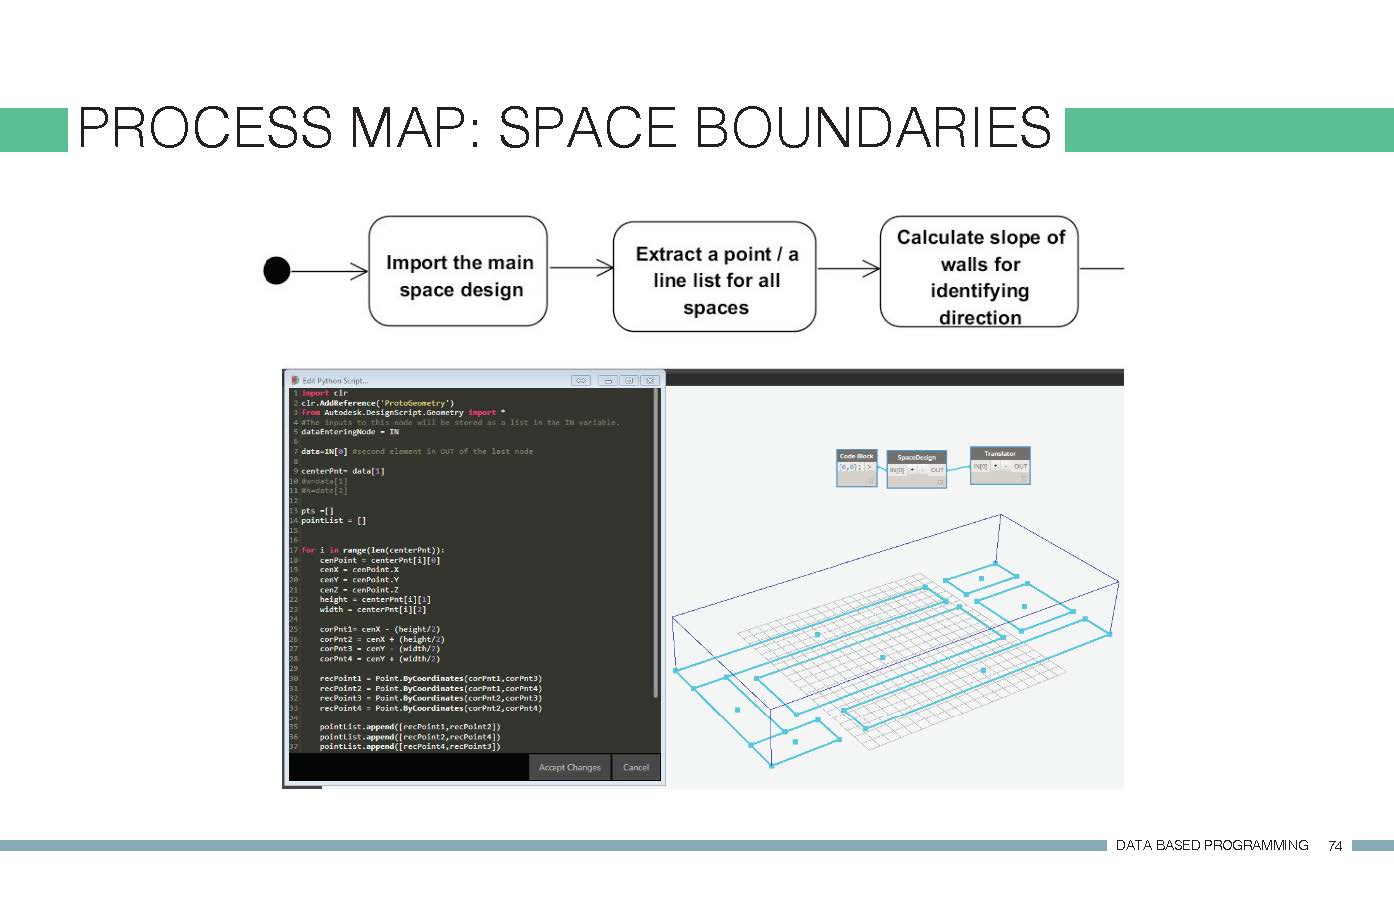 PROCESS MAP: SPACE BOUNDARIES
Import the main
space design
Extract a point / a
line list for all
spaces
Calculate slope of
walls for
identifying
direction
Edit Python Script...
1 import clr
2 clr.AddReference('ProtoGeometry')
3 from Autodesk.DesignScript.Geometry import *
4 #The inputs to this node will be stored as a list in the IN variable.
5 dataEnteringNode = IN
6
7 data=IN[0] #second element in OUT of the last node
8
9 centerPnt= data[1]
10 #w=data[1]
11 #h=data[2]
12
13 pts =[]
14 pointList = []
15
16
17 for i in range(len(centerPnt)):
18 cenPoint = centerPnt[i][0]
19 cenX = cenPoint.X
20 cenY = cenPoint.Y
21 cenZ = cenPoint.Z
22 height = centerPnt[i][1]
23 width = centerPnt[i][2]
24
25 corPnt1= cenX - (height/2)
26 corPnt2 = cenX + (height/2)
27 corPnt3 = cenY - (width/2)
28 corPnt4 = cenY + (width/2)
29
30 recPoint1 = Point.ByCoordinates(corPnt1,corPnt3)
31 recPoint2 = Point.ByCoordinates(corPnt1,corPnt4)
32 recPoint3 = Point.ByCoordinates(corPnt2,corPnt3)
33 recPoint4 = Point.ByCoordinates(corPnt2,corPnt4)
34
35 pointList.append([recPoint1,recPoint2])
36 pointList.append([recPoint2,recPoint4])
37 pointList.append([recPoint4,recPoint3])
Accept Changes Cancel
Code Block
'0,0}; >
SpaceDesign
IN[0] + - OUT
Translator
IN[0] + - OUT
DATA BASED PROGRAMMING 74